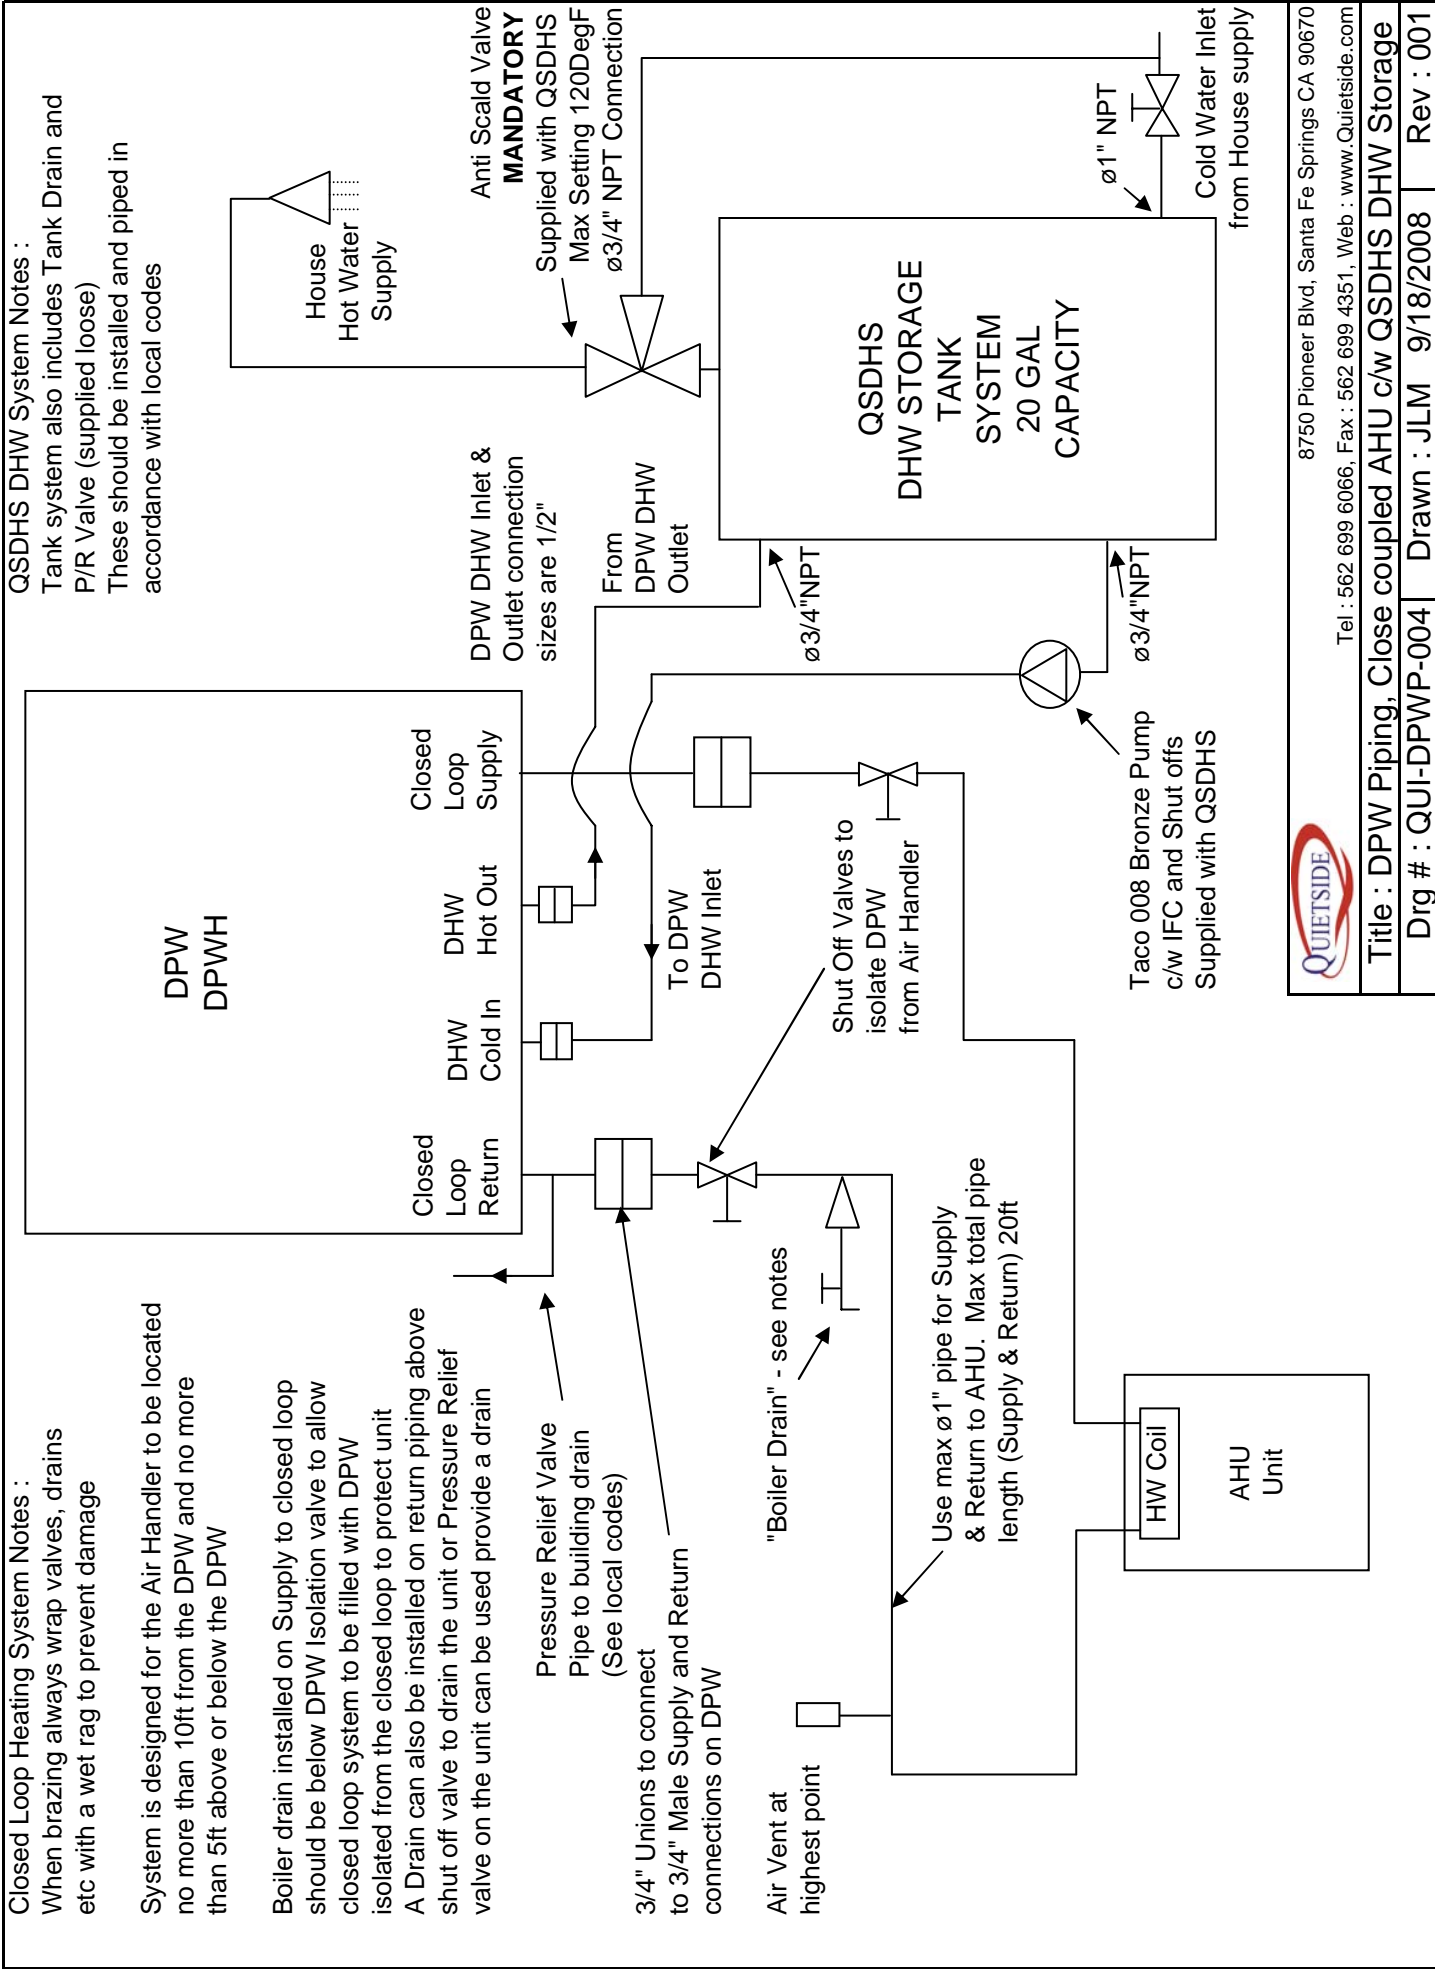 Closed Loop Heating System Notes :
When brazing always wrap valves, drains
etc with a wet rag to prevent damage
System is designed for the Air Handler to be located
no more than 10ft from the DPW and no more
than 5ft above or below the DPW
Boiler drain installed on Supply to closed loop
should be below DPW Isolation valve to allow
closed loop system to be filled with DPW
isolated from the closed loop to protect unit
A Drain can also be installed on return piping above
shut off valve to drain the unit or Pressure Relief
valve on the unit can be used provide a drain
Pressure Relief Valve
Pipe to building drain
(See local codes)
3/4" Unions to connect
to 3/4" Male Supply and Return
connections on DPW
Air Vent at
highest point
"Boiler Drain" - see notes
Use max ø1" pipe for Supply
& Return to AHU.  Max total pipe
length (Supply & Return) 20ft
HW Coil
AHU
Unit
DPW
DPWH
Closed
Loop
Return
DHW
Cold In
DHW
Hot Out
Closed
Loop
Supply
To DPW
DHW Inlet
Shut Off Valves to
isolate DPW
from Air Handler
Taco 008 Bronze Pump
c/w IFC and Shut offs
Supplied with QSDHS
QSDHS DHW System Notes :
Tank system also includes Tank Drain and
P/R Valve (supplied loose)
These should be installed and piped in
accordance with local codes
House
Hot Water
Supply
DPW DHW Inlet &
Outlet connection
sizes are 1/2"
From
DPW DHW
Outlet
Anti Scald Valve
MANDATORY
Supplied with QSDHS
Max Setting 120DegF
ø3/4" NPT Connection
ø3/4"NPT
ø3/4"NPT
QSDHS
DHW STORAGE
TANK
SYSTEM
20 GAL
CAPACITY
ø1" NPT
Cold Water Inlet
from House supply
QUIETSIDE
8750 Pioneer Blvd, Santa Fe Springs CA 90670
Tel : 562 699 6066, Fax : 562 699 4351, Web : www.Quietside.com
Title : DPW Piping, Close coupled AHU c/w QSDHS DHW Storage
Drg # : QUI-DPWP-004
Drawn : JLM   9/18/2008
Rev : 001